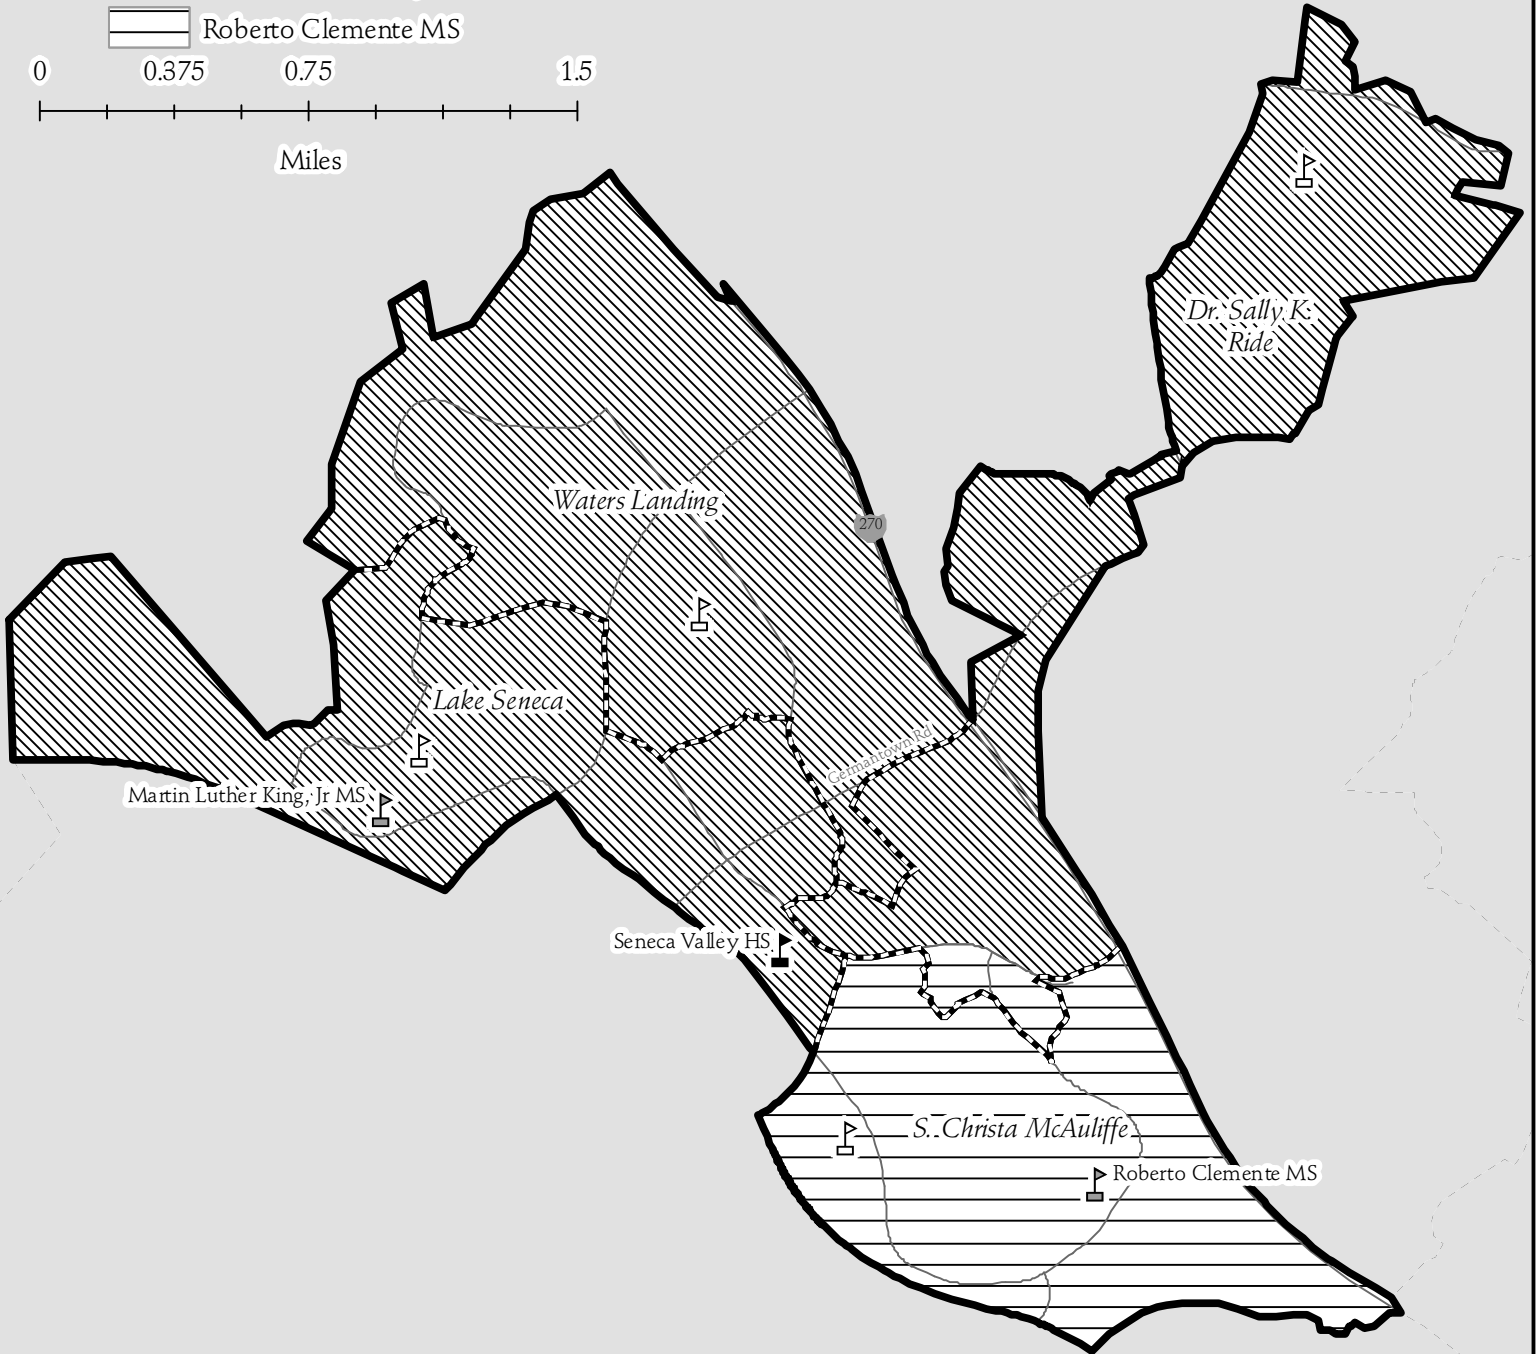 Roberto Clemente MS
0 0.375 0.75 1.5
Miles
Dr. Sally K.
Ride
Waters Landing
270
Lake Seneca
Germantown Rd
Martin Luther King, Jr MS
Seneca Valley HS
S. Christa McAuliffe
Roberto Clemente MS